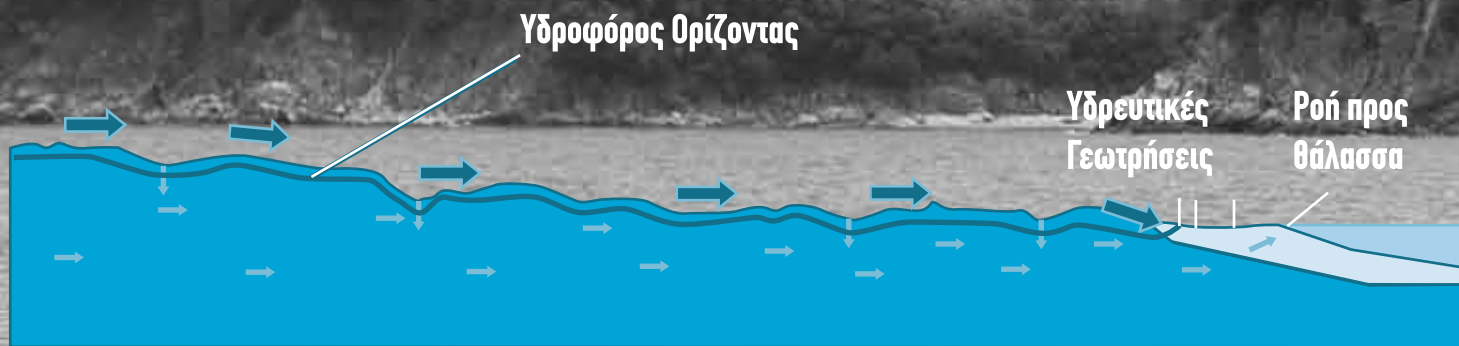 Υδροφόρος Ορίζοντας
Υδρευτικές
Γεωτρήσεις
Ροή προς
θάλασσα